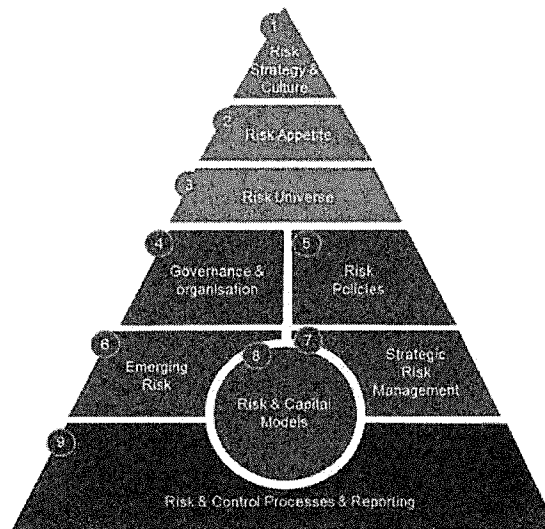 1
Risk
Strategy &
Culture
2
Risk Appetite
3
Risk Universe
4
Governance &
organisation
5
Risk
Policies
6
Emerging
Risk
7
Strategic
Risk
Management
8
Risk & Capital
Models
9
Risk & Control Processes & Reporting